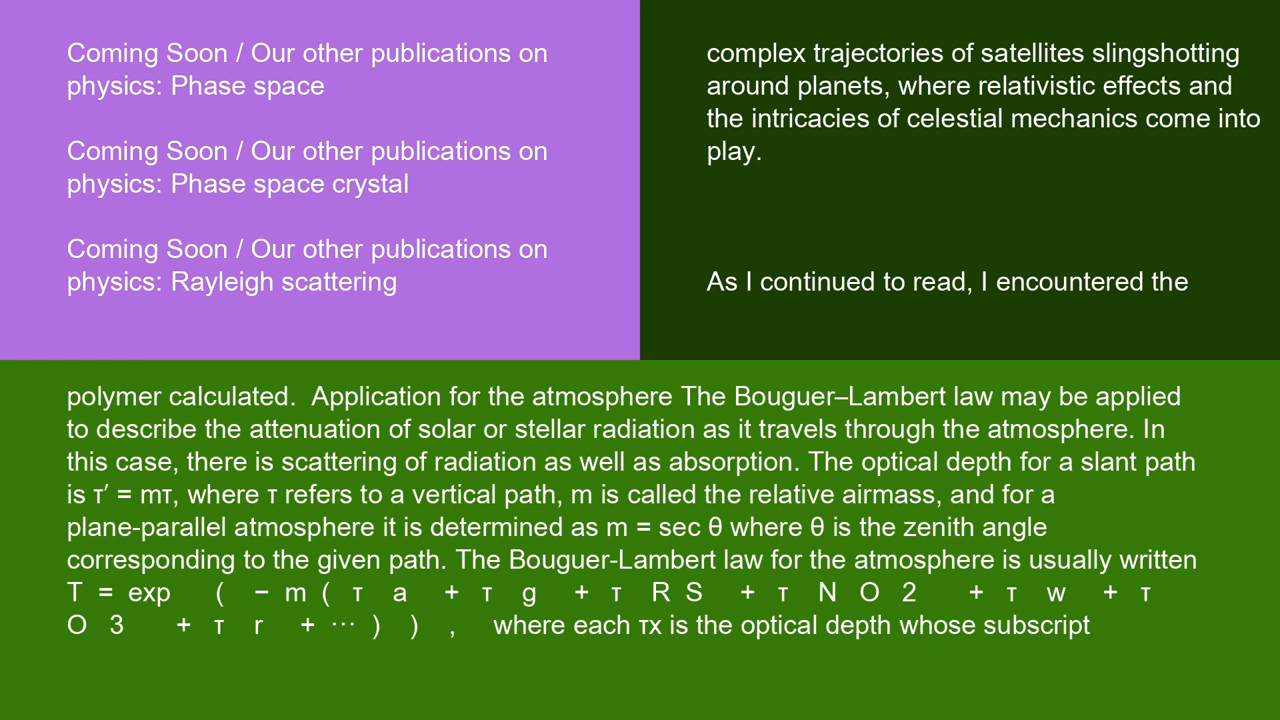 Coming Soon / Our other publications on
physics: Phase space
Coming Soon / Our other publications on
physics: Phase space crystal
Coming Soon / Our other publications on
physics: Rayleigh scattering
complex trajectories of satellites slingshotting
around planets, where relativistic effects and
the intricacies of celestial mechanics come into
play.
As I continued to read, I encountered the
polymer calculated.  Application for the atmosphere The Bouguer–Lambert law may be applied
to describe the attenuation of solar or stellar radiation as it travels through the atmosphere. In
this case, there is scattering of radiation as well as absorption. The optical depth for a slant path
is τ′ = mτ, where τ refers to a vertical path, m is called the relative airmass, and for a
plane-parallel atmosphere it is determined as m = sec θ where θ is the zenith angle
corresponding to the given path. The Bouguer-Lambert law for the atmosphere is usually written
T = exp ( − m ( τ a + τ g + τ R S + τ N O 2 + τ w + τ
O 3 + τ r + ⋯ ) ) , where each τx is the optical depth whose subscript